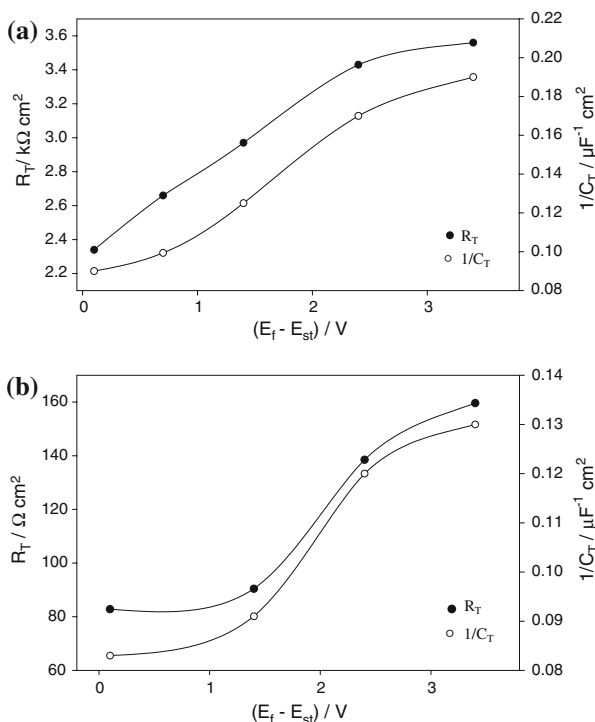 (a)
3.6
3.4
3.2
3.0
2.8
2.6
2.4
2.2
R_T/ kΩ cm²
0.22
0.20
0.18
0.16
0.14
0.12
0.10
0.08
1/C_T / μF⁻¹ cm²
R_T
1/C_T
0 1 2 3
(E_f - E_st) / V
(b)
160
140
120
100
80
60
R_T/ Ω cm²
0.14
0.13
0.12
0.11
0.10
0.09
0.08
1/C_T / μF⁻¹ cm²
R_T
1/C_T
0 1 2 3
(E_f - E_st) / V